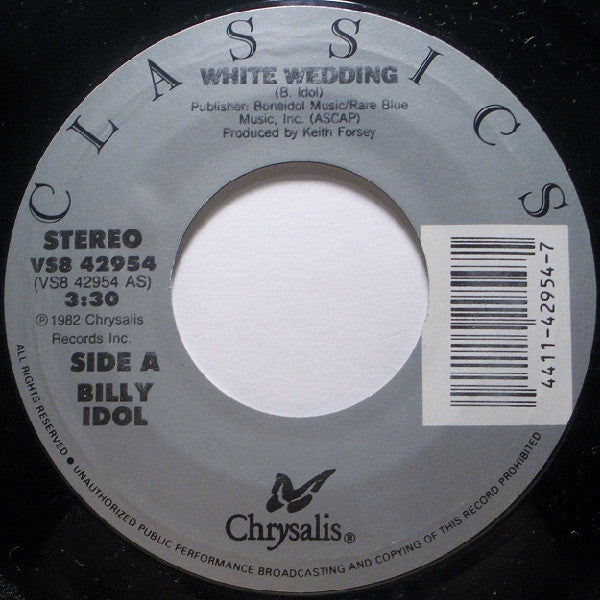 CLASSICS
WHITE WEDDING
(B. Idol)
Publisher: Boneidol Music/Rare Blue
Music, Inc. (ASCAP)
Produced by Keith Forsey
STEREO
VSB 42954
(VSB 42954 AS)
3:30
℗ 1982 Chrysalis
Records Inc.
SIDE A
BILLY
IDOL
4411-42954-7
Chrysalis®
ALL RIGHTS RESERVED ● UNAUTHORIZED PUBLIC PERFORMANCE BROADCASTING AND COPYING OF THIS RECORD PROHIBITED